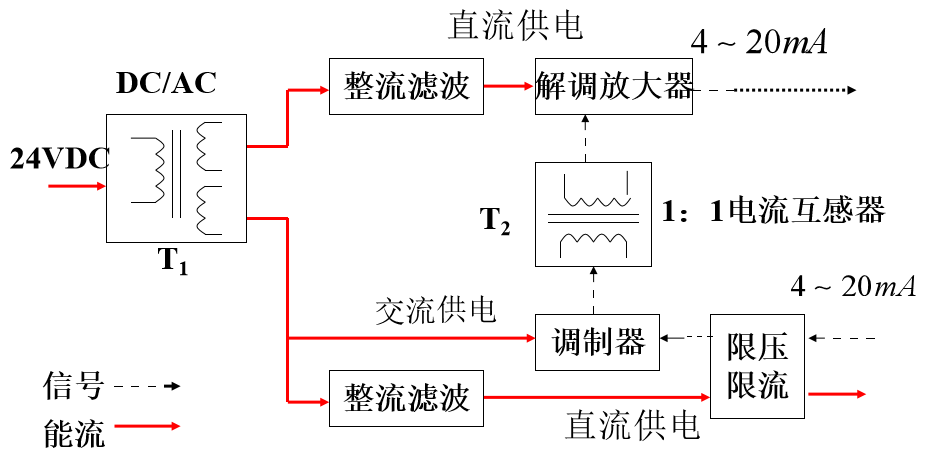 直流供电
4 ~ 20mA
DC/AC
整流滤波
解调放大器
24VDC
T₂
1：1电流互感器
T₁
4 ~ 20mA
交流供电
调制器
限压
限流
信号
整流滤波
能流
直流供电